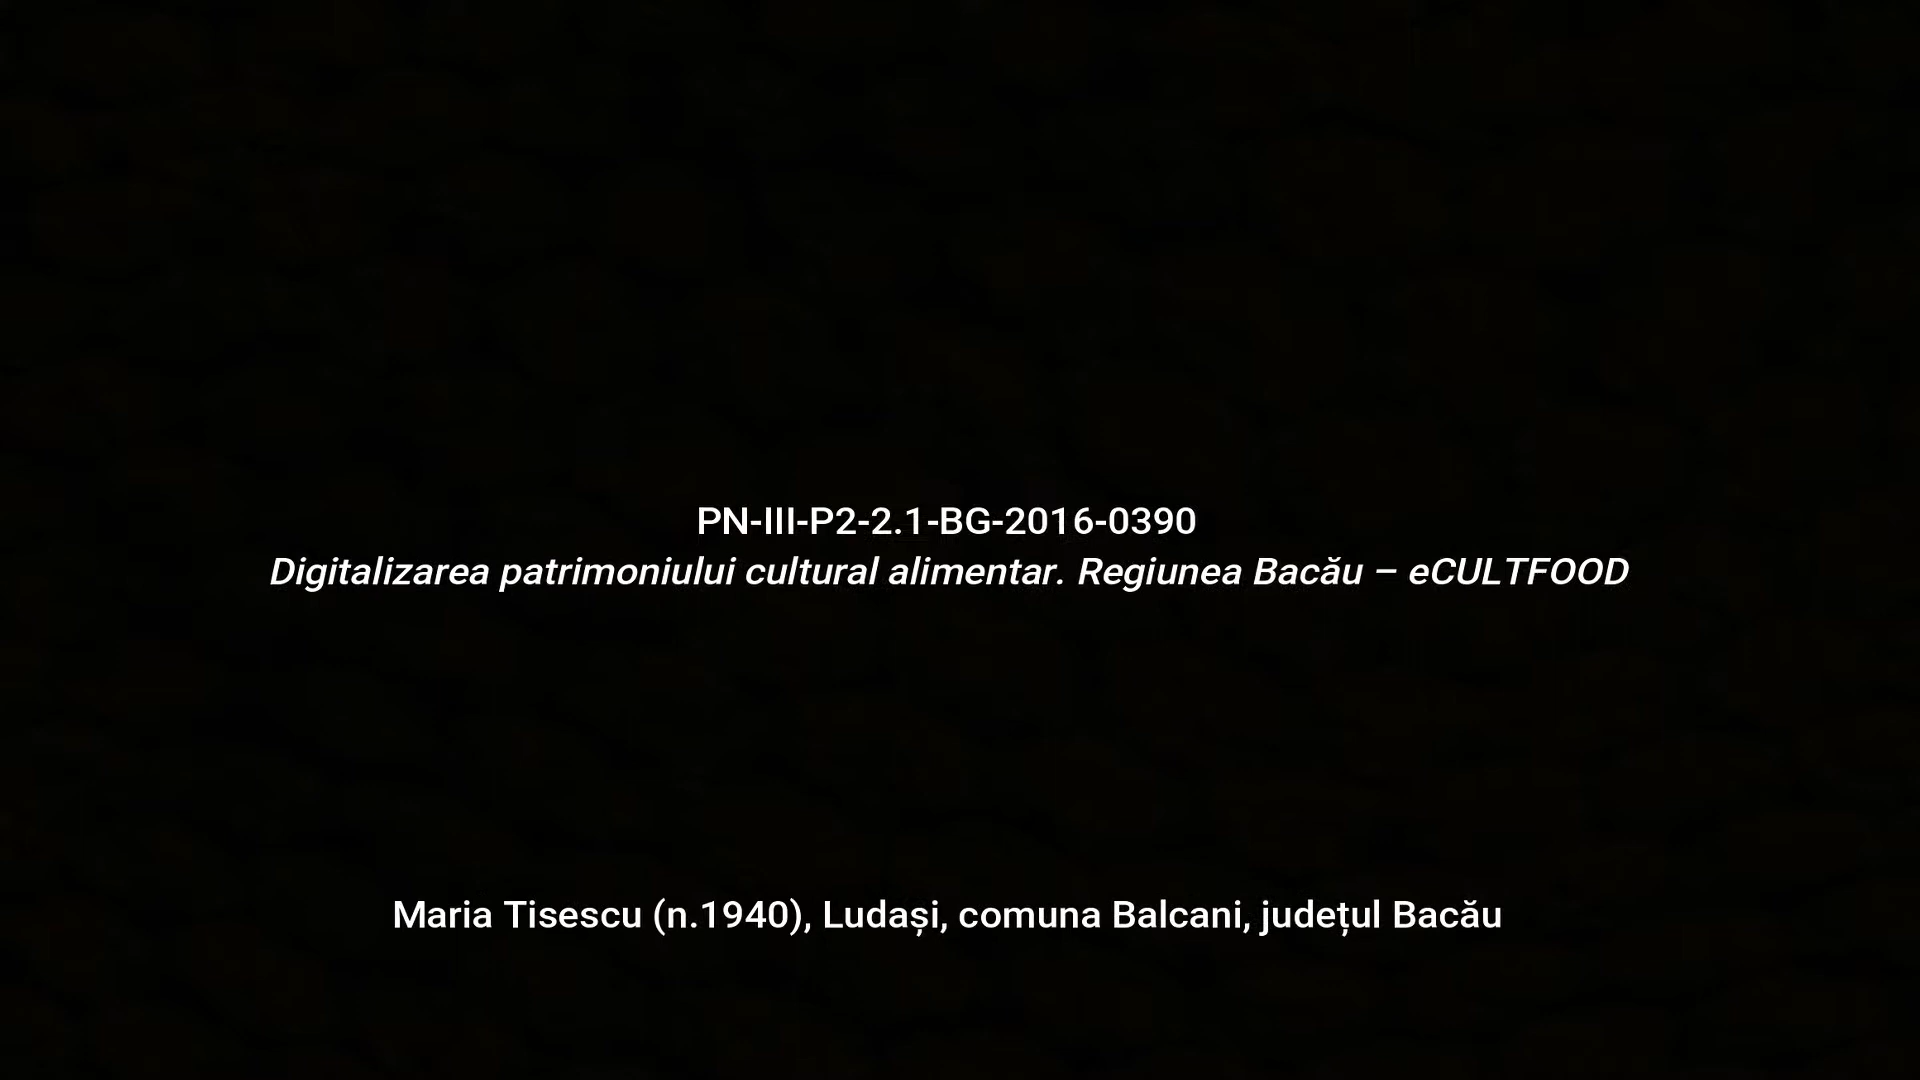 PN-III-P2-2.1-BG-2016-0390
Digitalizarea patrimoniului cultural alimentar. Regiunea Bacău – eCULTFOOD
Maria Tisescu (n.1940), Ludași, comuna Balcani, județul Bacău